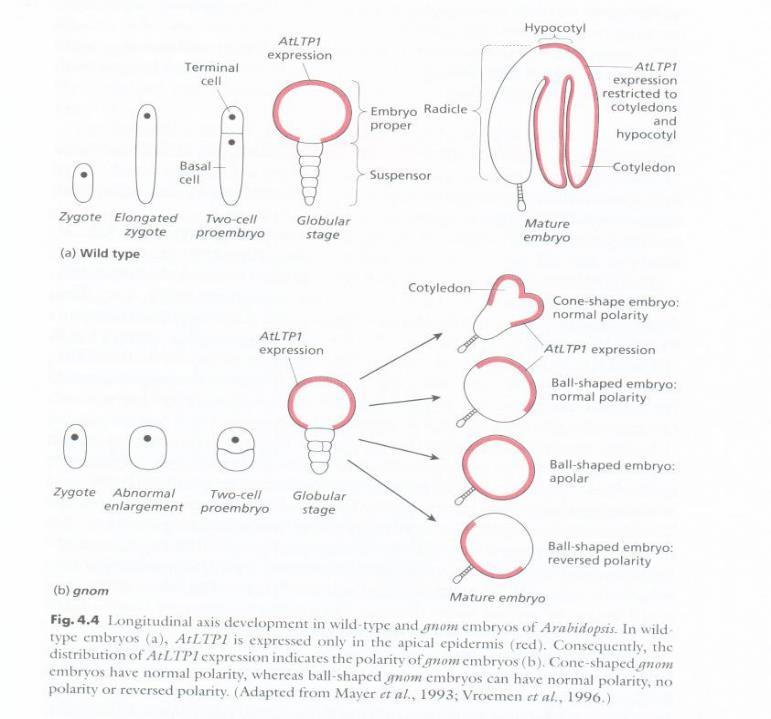 Hypocotyl
AtLTP1
expression
Terminal
cell
AtLTP1
expression
restricted to
cotyledons
and
hypocotyl
Embryo
proper
Radicle
Basal
cell
Suspensor
Cotyledon
Zygote
Elongated
zygote
Two-cell
proembryo
Globular
stage
Mature
embryo
(a) Wild type
Cotyledon
Cone-shape embryo:
normal polarity
AtLTP1
expression
AtLTP1 expression
Ball-shaped embryo:
normal polarity
Ball-shaped embryo:
apolar
Zygote
Abnormal
enlargement
Two-cell
proembryo
Globular
stage
Ball-shaped embryo:
reversed polarity
(b) gnom
Mature embryo
Fig. 4.4 Longitudinal axis development in wild-type and gnom embryos of Arabidopsis. In wild-
type embryos (a), AtLTP1 is expressed only in the apical epidermis (red). Consequently, the
distribution of AtLTP1 expression indicates the polarity of gnom embryos (b). Cone-shaped gnom
embryos have normal polarity, whereas ball-shaped gnom embryos can have normal polarity, no
polarity or reversed polarity. (Adapted from Mayer et al., 1993; Vroemen et al., 1996.)